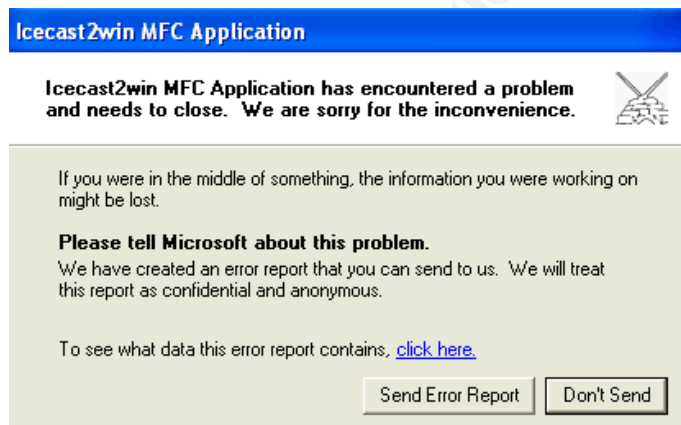 Icecast2win MFC Application
Icecast2win MFC Application has encountered a problem
and needs to close.  We are sorry for the inconvenience.
If you were in the middle of something, the information you were working on
might be lost.
Please tell Microsoft about this problem.
We have created an error report that you can send to us.  We will treat
this report as confidential and anonymous.
To see what data this error report contains, click here.
Send Error Report
Don't Send